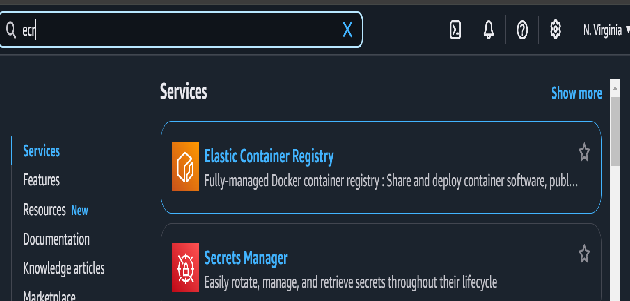 ecr
N. Virginia
Services
Show more
Services
Features
Resources New
Documentation
Knowledge articles
Marketplace
Elastic Container Registry
Fully-managed Docker container registry : Share and deploy container software, publ...
Secrets Manager
Easily rotate, manage, and retrieve secrets throughout their lifecycle